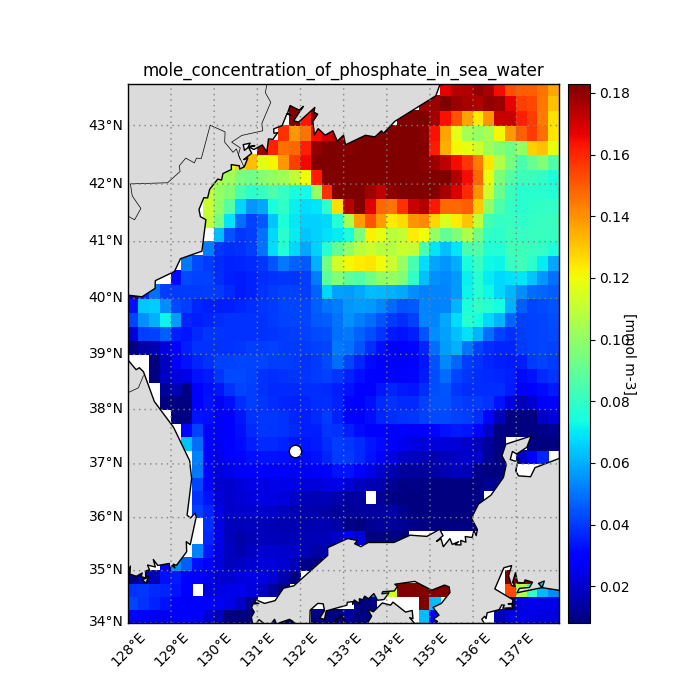 mole_concentration_of_phosphate_in_sea_water
43°N
42°N
41°N
40°N
39°N
38°N
37°N
36°N
35°N
34°N
128°E
129°E
130°E
131°E
132°E
133°E
134°E
135°E
136°E
137°E
0.18
0.16
0.14
0.12
0.10
0.08
0.06
0.04
0.02
[mmol m-3]